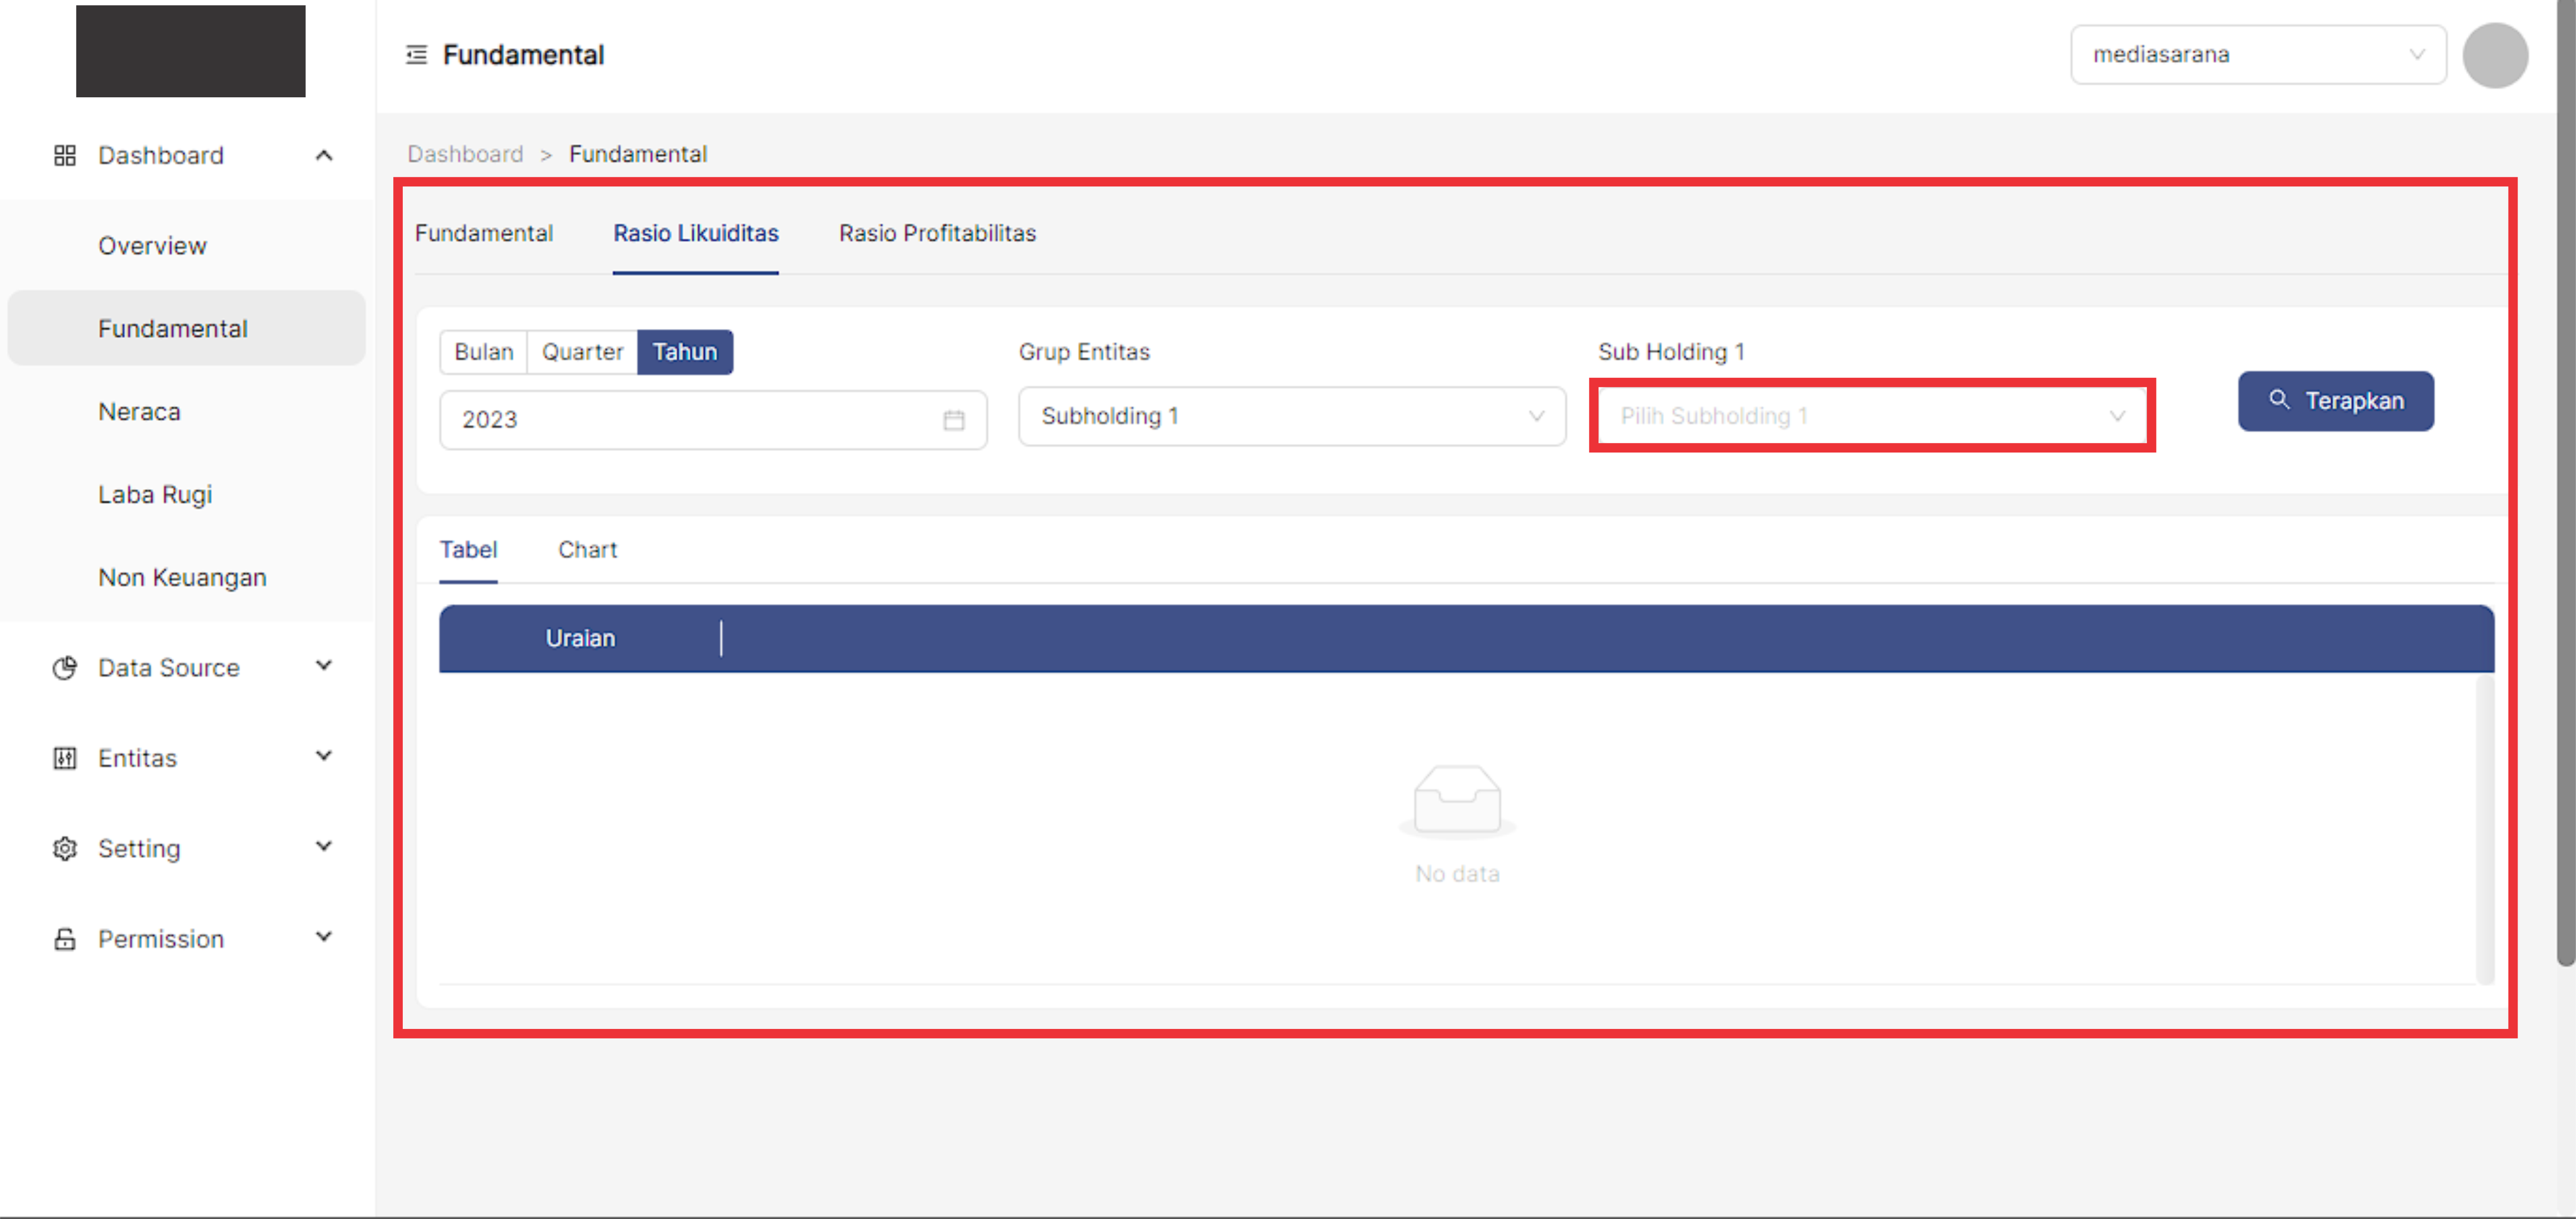 Fundamental
mediasarana
Dashboard
Overview
Fundamental
Neraca
Laba Rugi
Non Keuangan
Data Source
Entitas
Setting
Permission
Dashboard > Fundamental
Fundamental Rasio Likuiditas Rasio Profitabilitas
Bulan Quarter Tahun
2023
Grup Entitas
Subholding 1
Sub Holding 1
Pilih Subholding 1
Terapkan
Tabel Chart
Uraian
No data